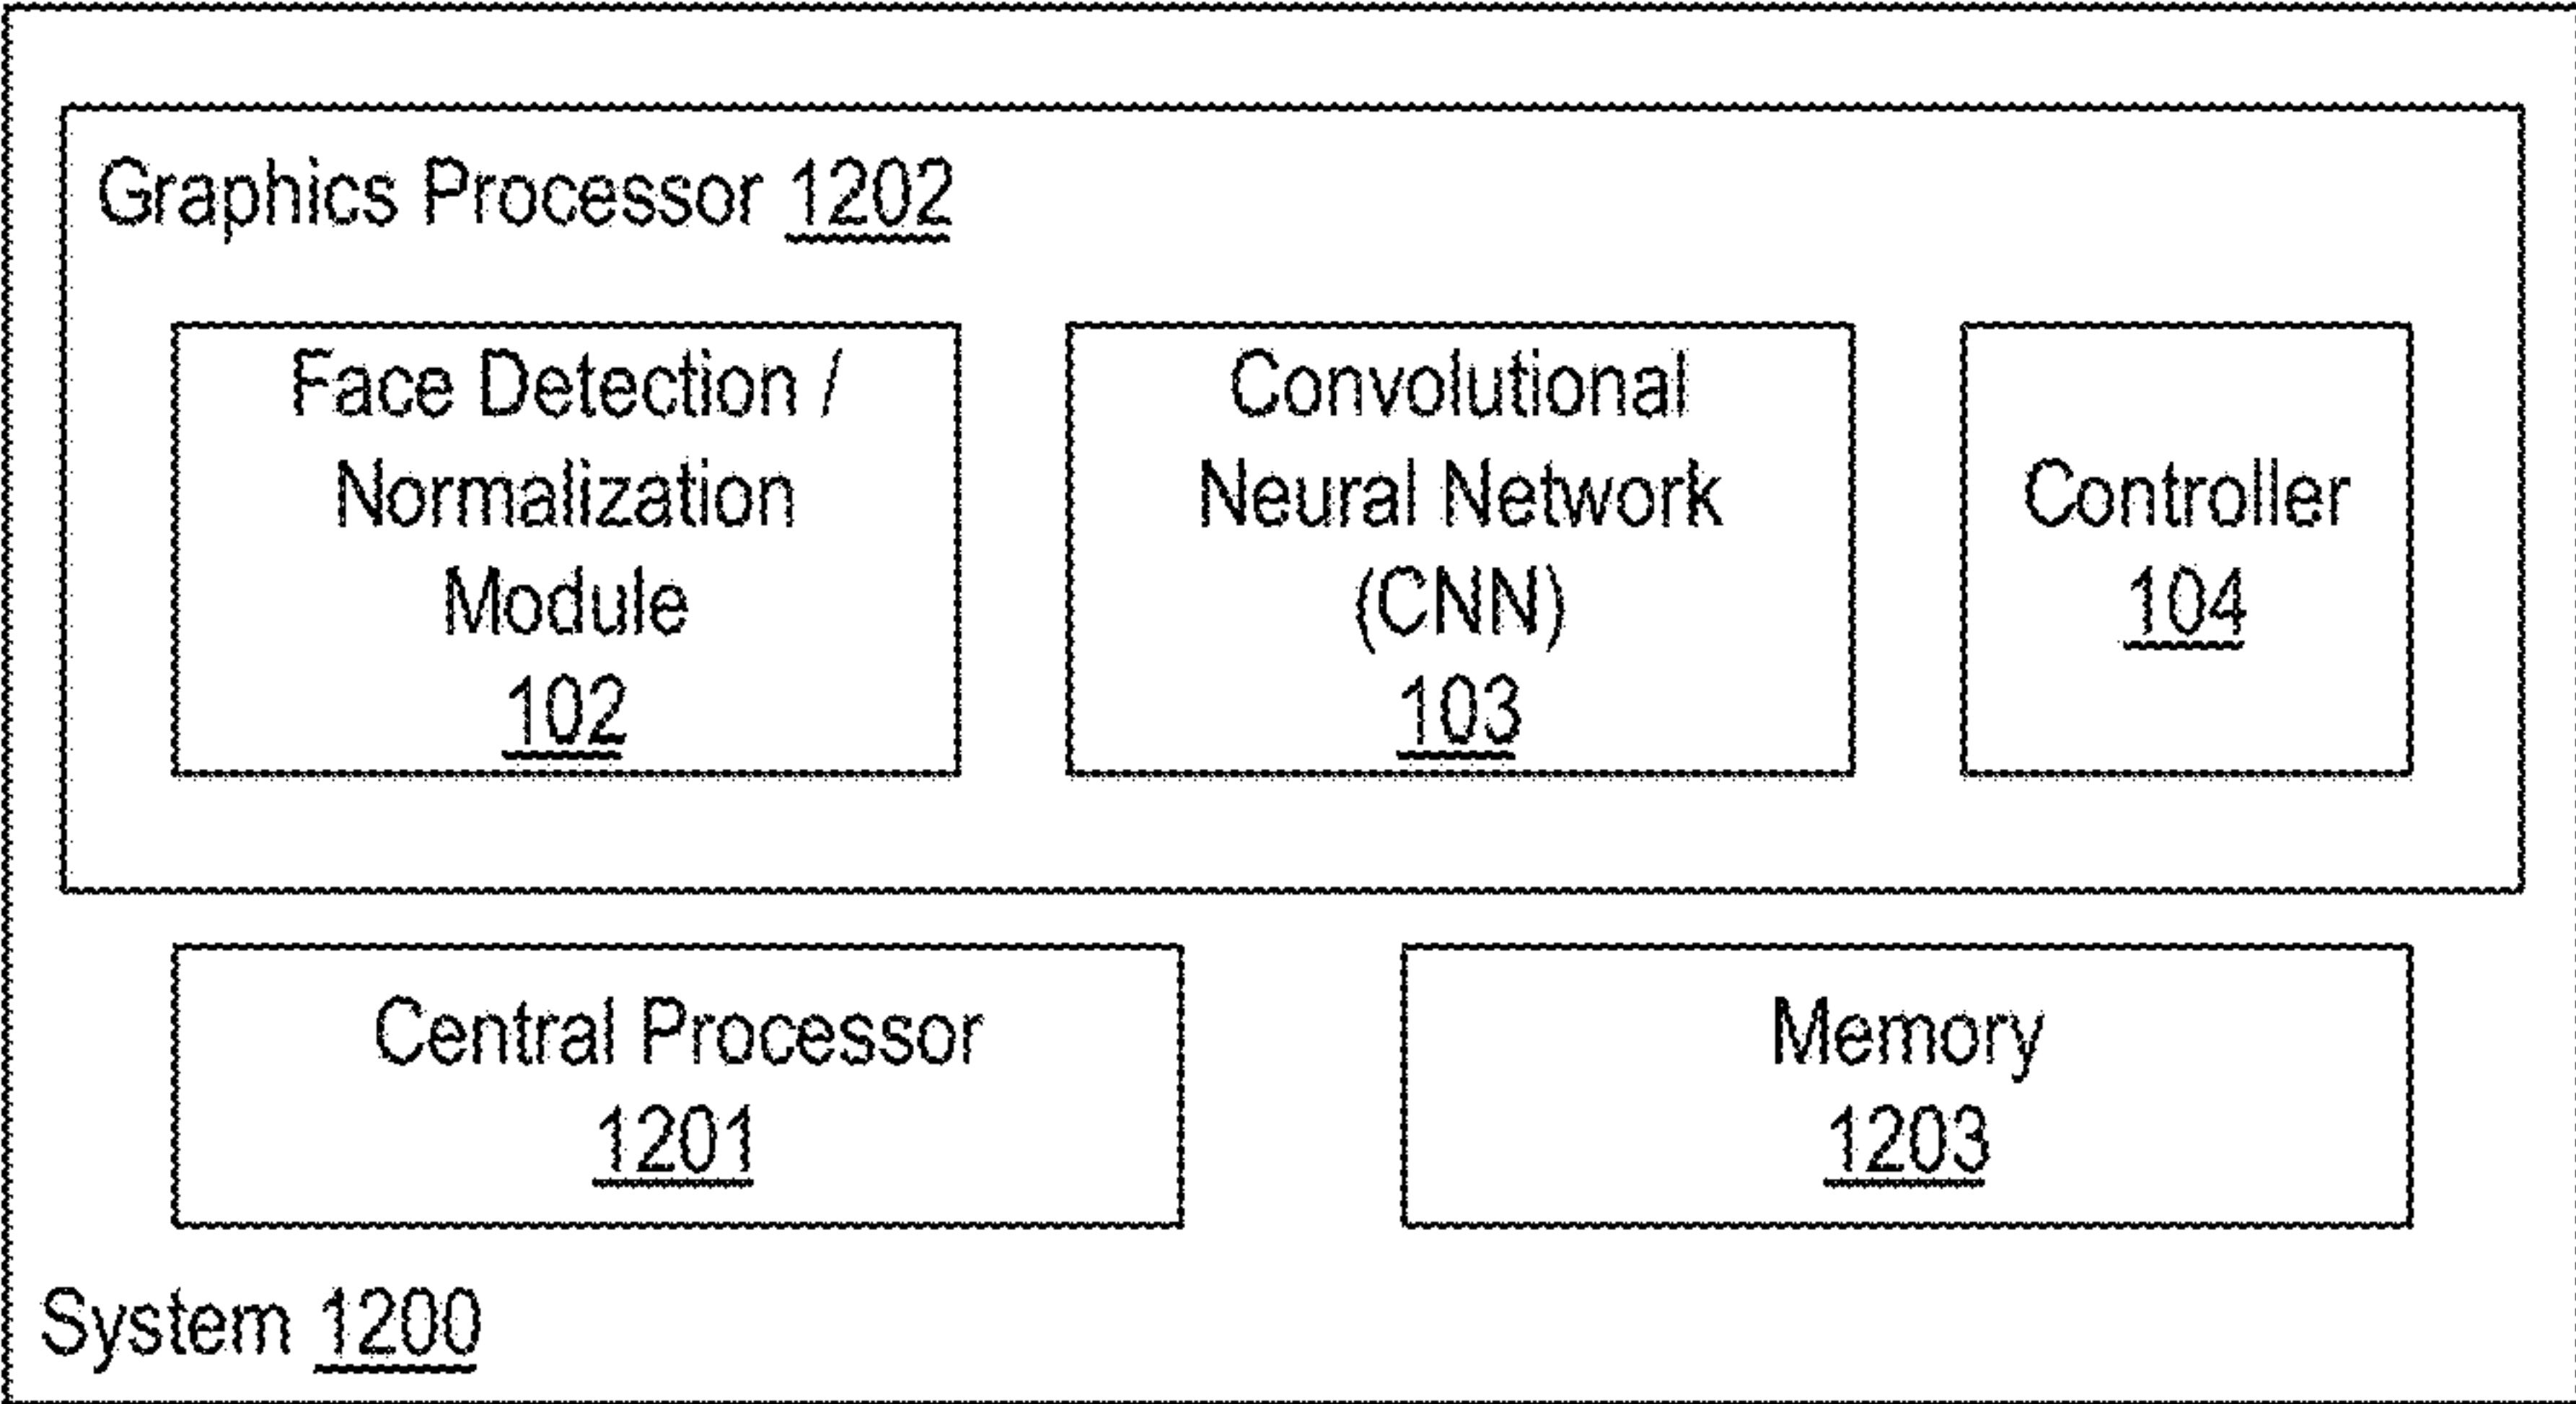 Graphics Processor 1202
Face Detection /
Normalization
Module
102
Convolutional
Neural Network
(CNN)
103
Controller
104
Central Processor
1201
Memory
1203
System 1200